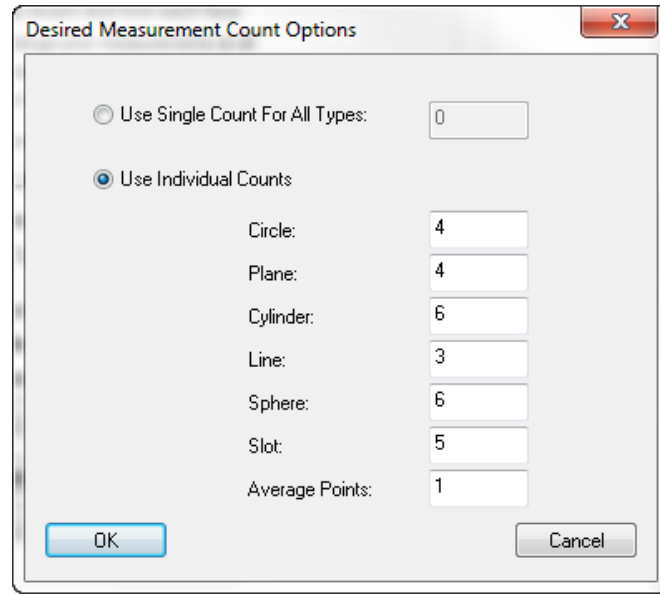 Desired Measurement Count Options
Use Single Count For All Types: 0
Use Individual Counts
Circle: 4
Plane: 4
Cylinder: 6
Line: 3
Sphere: 6
Slot: 5
Average Points: 1
OK Cancel